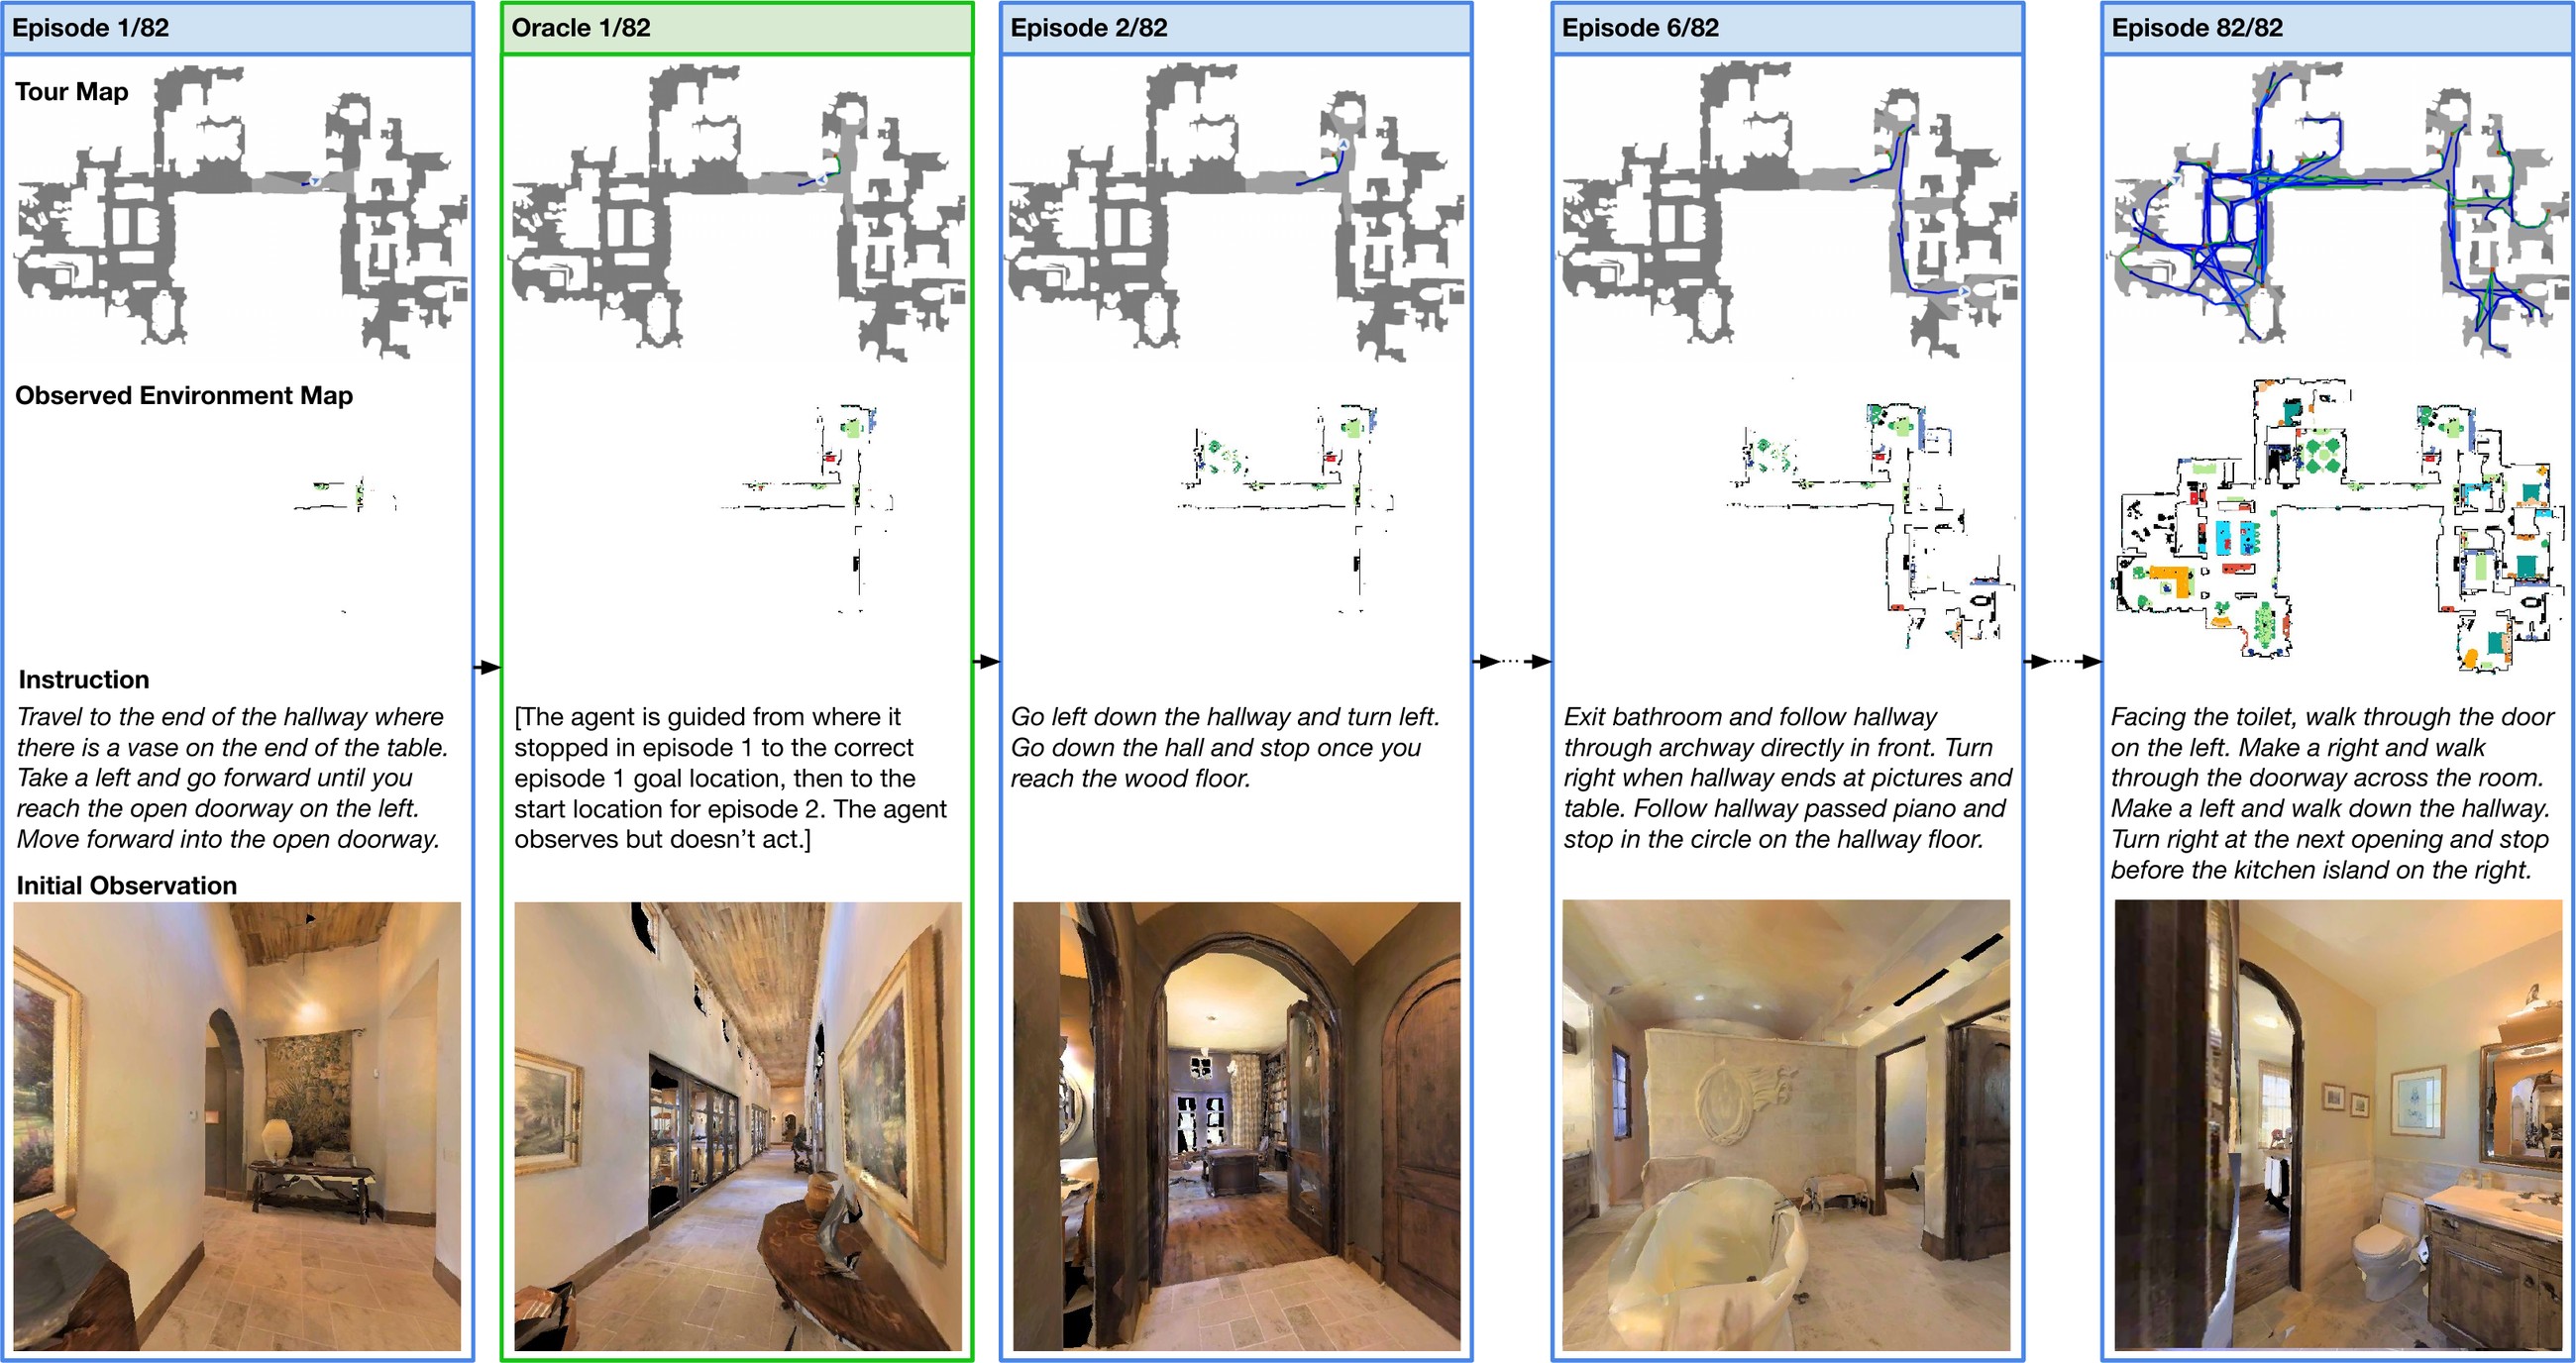 Episode 1/82
Tour Map
Observed Environment Map
Instruction
Travel to the end of the hallway where
there is a vase on the end of the table.
Take a left and go forward until you
reach the open doorway on the left.
Move forward into the open doorway.
Initial Observation
Oracle 1/82
[The agent is guided from where it
stopped in episode 1 to the correct
episode 1 goal location, then to the
start location for episode 2. The agent
observes but doesn’t act.]
Episode 2/82
Go left down the hallway and turn left.
Go down the hall and stop once you
reach the wood floor.
Episode 6/82
Exit bathroom and follow hallway
through archway directly in front. Turn
right when hallway ends at pictures and
table. Follow hallway passed piano and
stop in the circle on the hallway floor.
Episode 82/82
Facing the toilet, walk through the door
on the left. Make a right and walk
through the doorway across the room.
Make a left and walk down the hallway.
Turn right at the next opening and stop
before the kitchen island on the right.